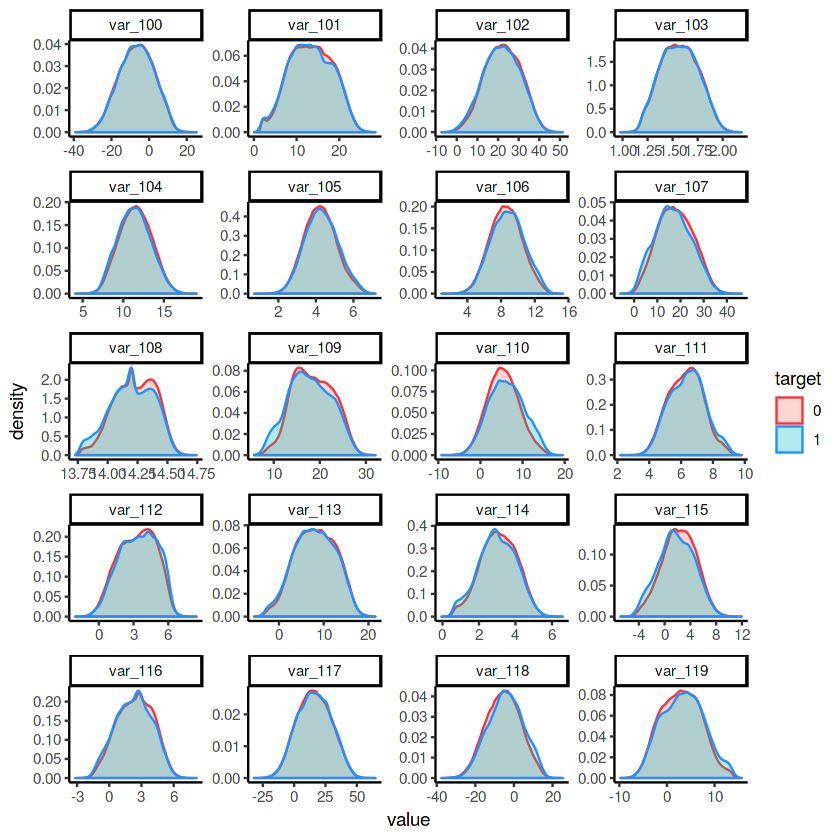 var_100 var_101 var_102 var_103
0.04 0.03 0.02 0.01 0.00
0.06 0.04 0.02 0.00
0.04 0.03 0.02 0.01 0.00
1.5 1.0 0.5 0.0
-40 -20 0 20
0 10 20
-10 0 10 20 30 40 50
1.00 1.25 1.50 1.75 2.00
var_104 var_105 var_106 var_107
0.20 0.15 0.10 0.05 0.00
0.4 0.3 0.2 0.1 0.0
0.20 0.15 0.10 0.05 0.00
0.05 0.04 0.03 0.02 0.01 0.00
5 10 15
2 4 6
4 8 12 16
0 10 20 30 40
var_108 var_109 var_110 var_111
2.0 1.5 1.0 0.5 0.0
0.08 0.06 0.04 0.02 0.00
0.100 0.075 0.050 0.025 0.000
0.3 0.2 0.1 0.0
13.75 14.00 14.25 14.50 14.75
10 20 30
-10 0 10 20
2 4 6 8 10
var_112 var_113 var_114 var_115
0.20 0.15 0.10 0.05 0.00
0.08 0.06 0.04 0.02 0.00
0.4 0.3 0.2 0.1 0.0
0.10 0.05 0.00
0 3 6
0 10 20
0 2 4 6
-4 0 4 8 12
var_116 var_117 var_118 var_119
0.20 0.15 0.10 0.05 0.00
0.02 0.01 0.00
0.04 0.03 0.02 0.01 0.00
0.08 0.06 0.04 0.02 0.00
-3 0 3 6
-25 0 25 50
-40 -20 0 20
-10 0 10
density
value
target
0
1